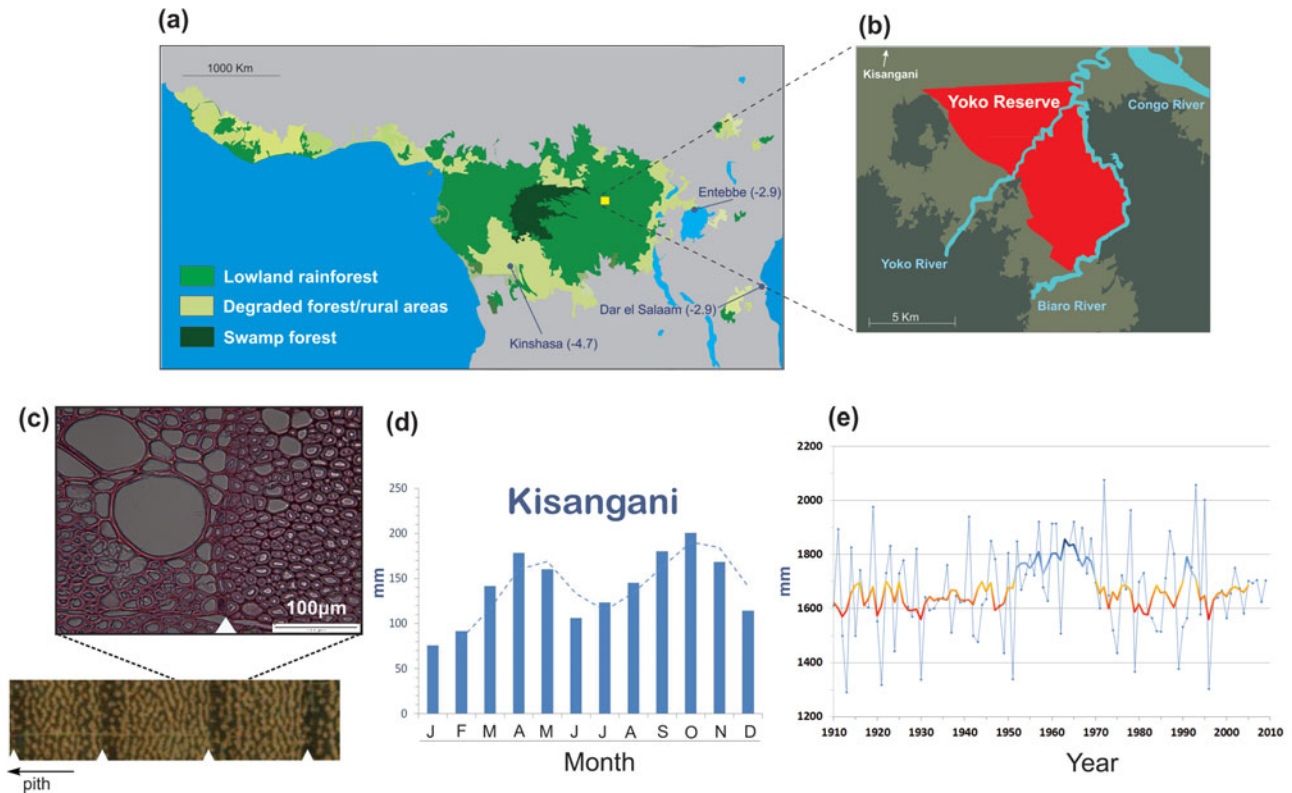 (a)
1000 Km
Entebbe (-2.9)
Lowland rainforest
Degraded forest/rural areas
Swamp forest
Dar el Salaam (-2.9)
Kinshasa (-4.7)
(b)
Kisangani
Yoko Reserve
Congo River
Yoko River
Biaro River
5 Km
(c)
100µm
pith
(d)
Kisangani
mm
250
200
150
100
50
0
J F M A M J J A S O N D
Month
(e)
mm
2200
2000
1800
1600
1400
1200
1910 1920 1930 1940 1950 1960 1970 1980 1990 2000 2010
Year